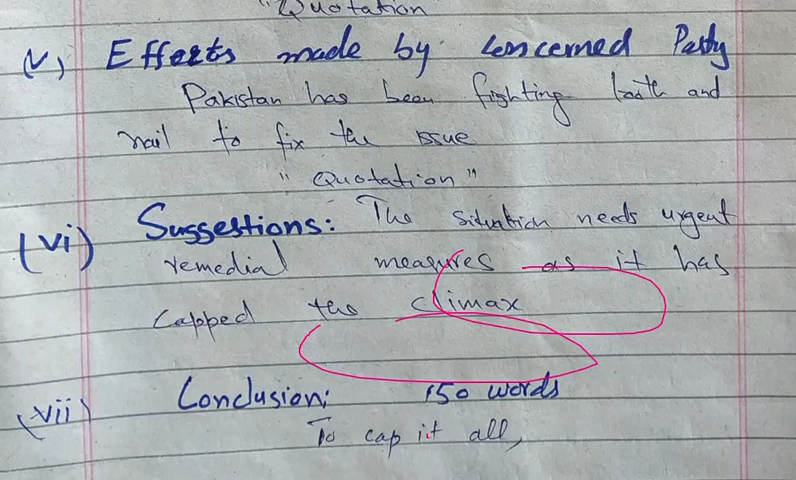 "Quotation
(v) Efforts made by concerned Party
Pakistan has been fighting tooth and
nail to fix the issue
"Quotation"
(vi) Suggestions: The situation needs urgent
remedial measures as it has
capped the climax
(vii) Conclusion: 150 words
To cap it all,